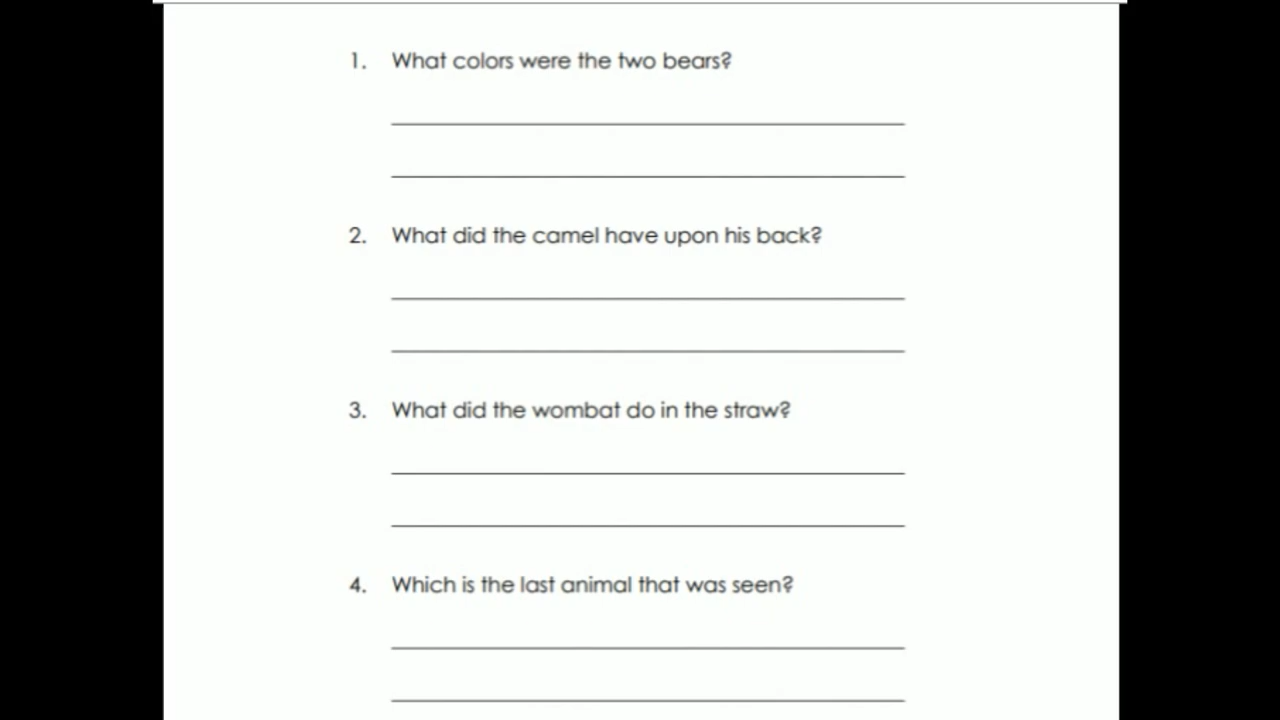 1. What colors were the two bears?
2. What did the camel have upon his back?
3. What did the wombat do in the straw?
4. Which is the last animal that was seen?